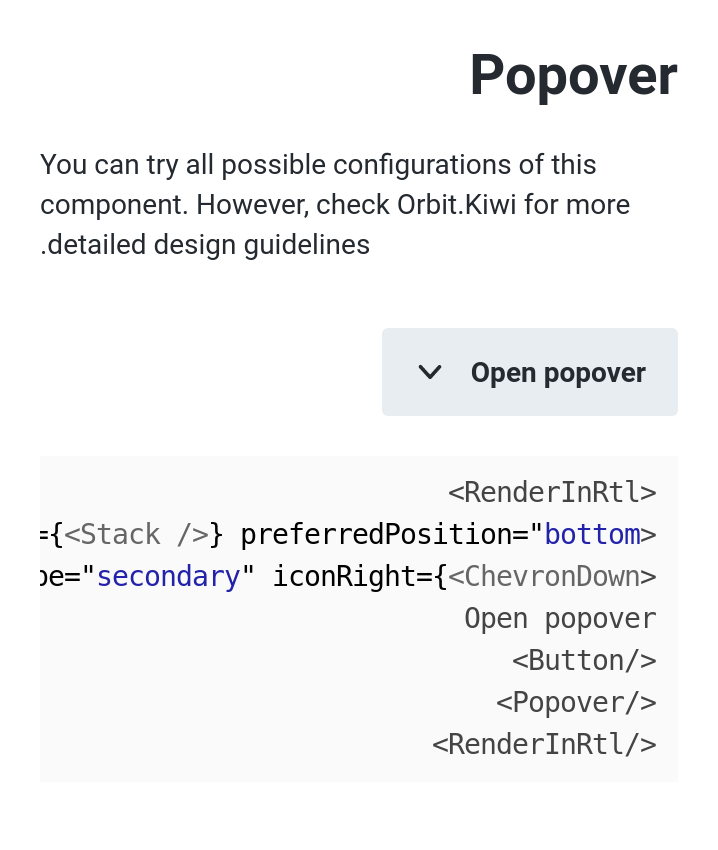 Popover
You can try all possible configurations of this
component. However, check Orbit.Kiwi for more
.detailed design guidelines
Open popover
<RenderInRtl>
={<Stack />} preferredPosition="bottom>
pe="secondary" iconRight={<ChevronDown>
Open popover
<Button/>
<Popover/>
<RenderInRtl/>